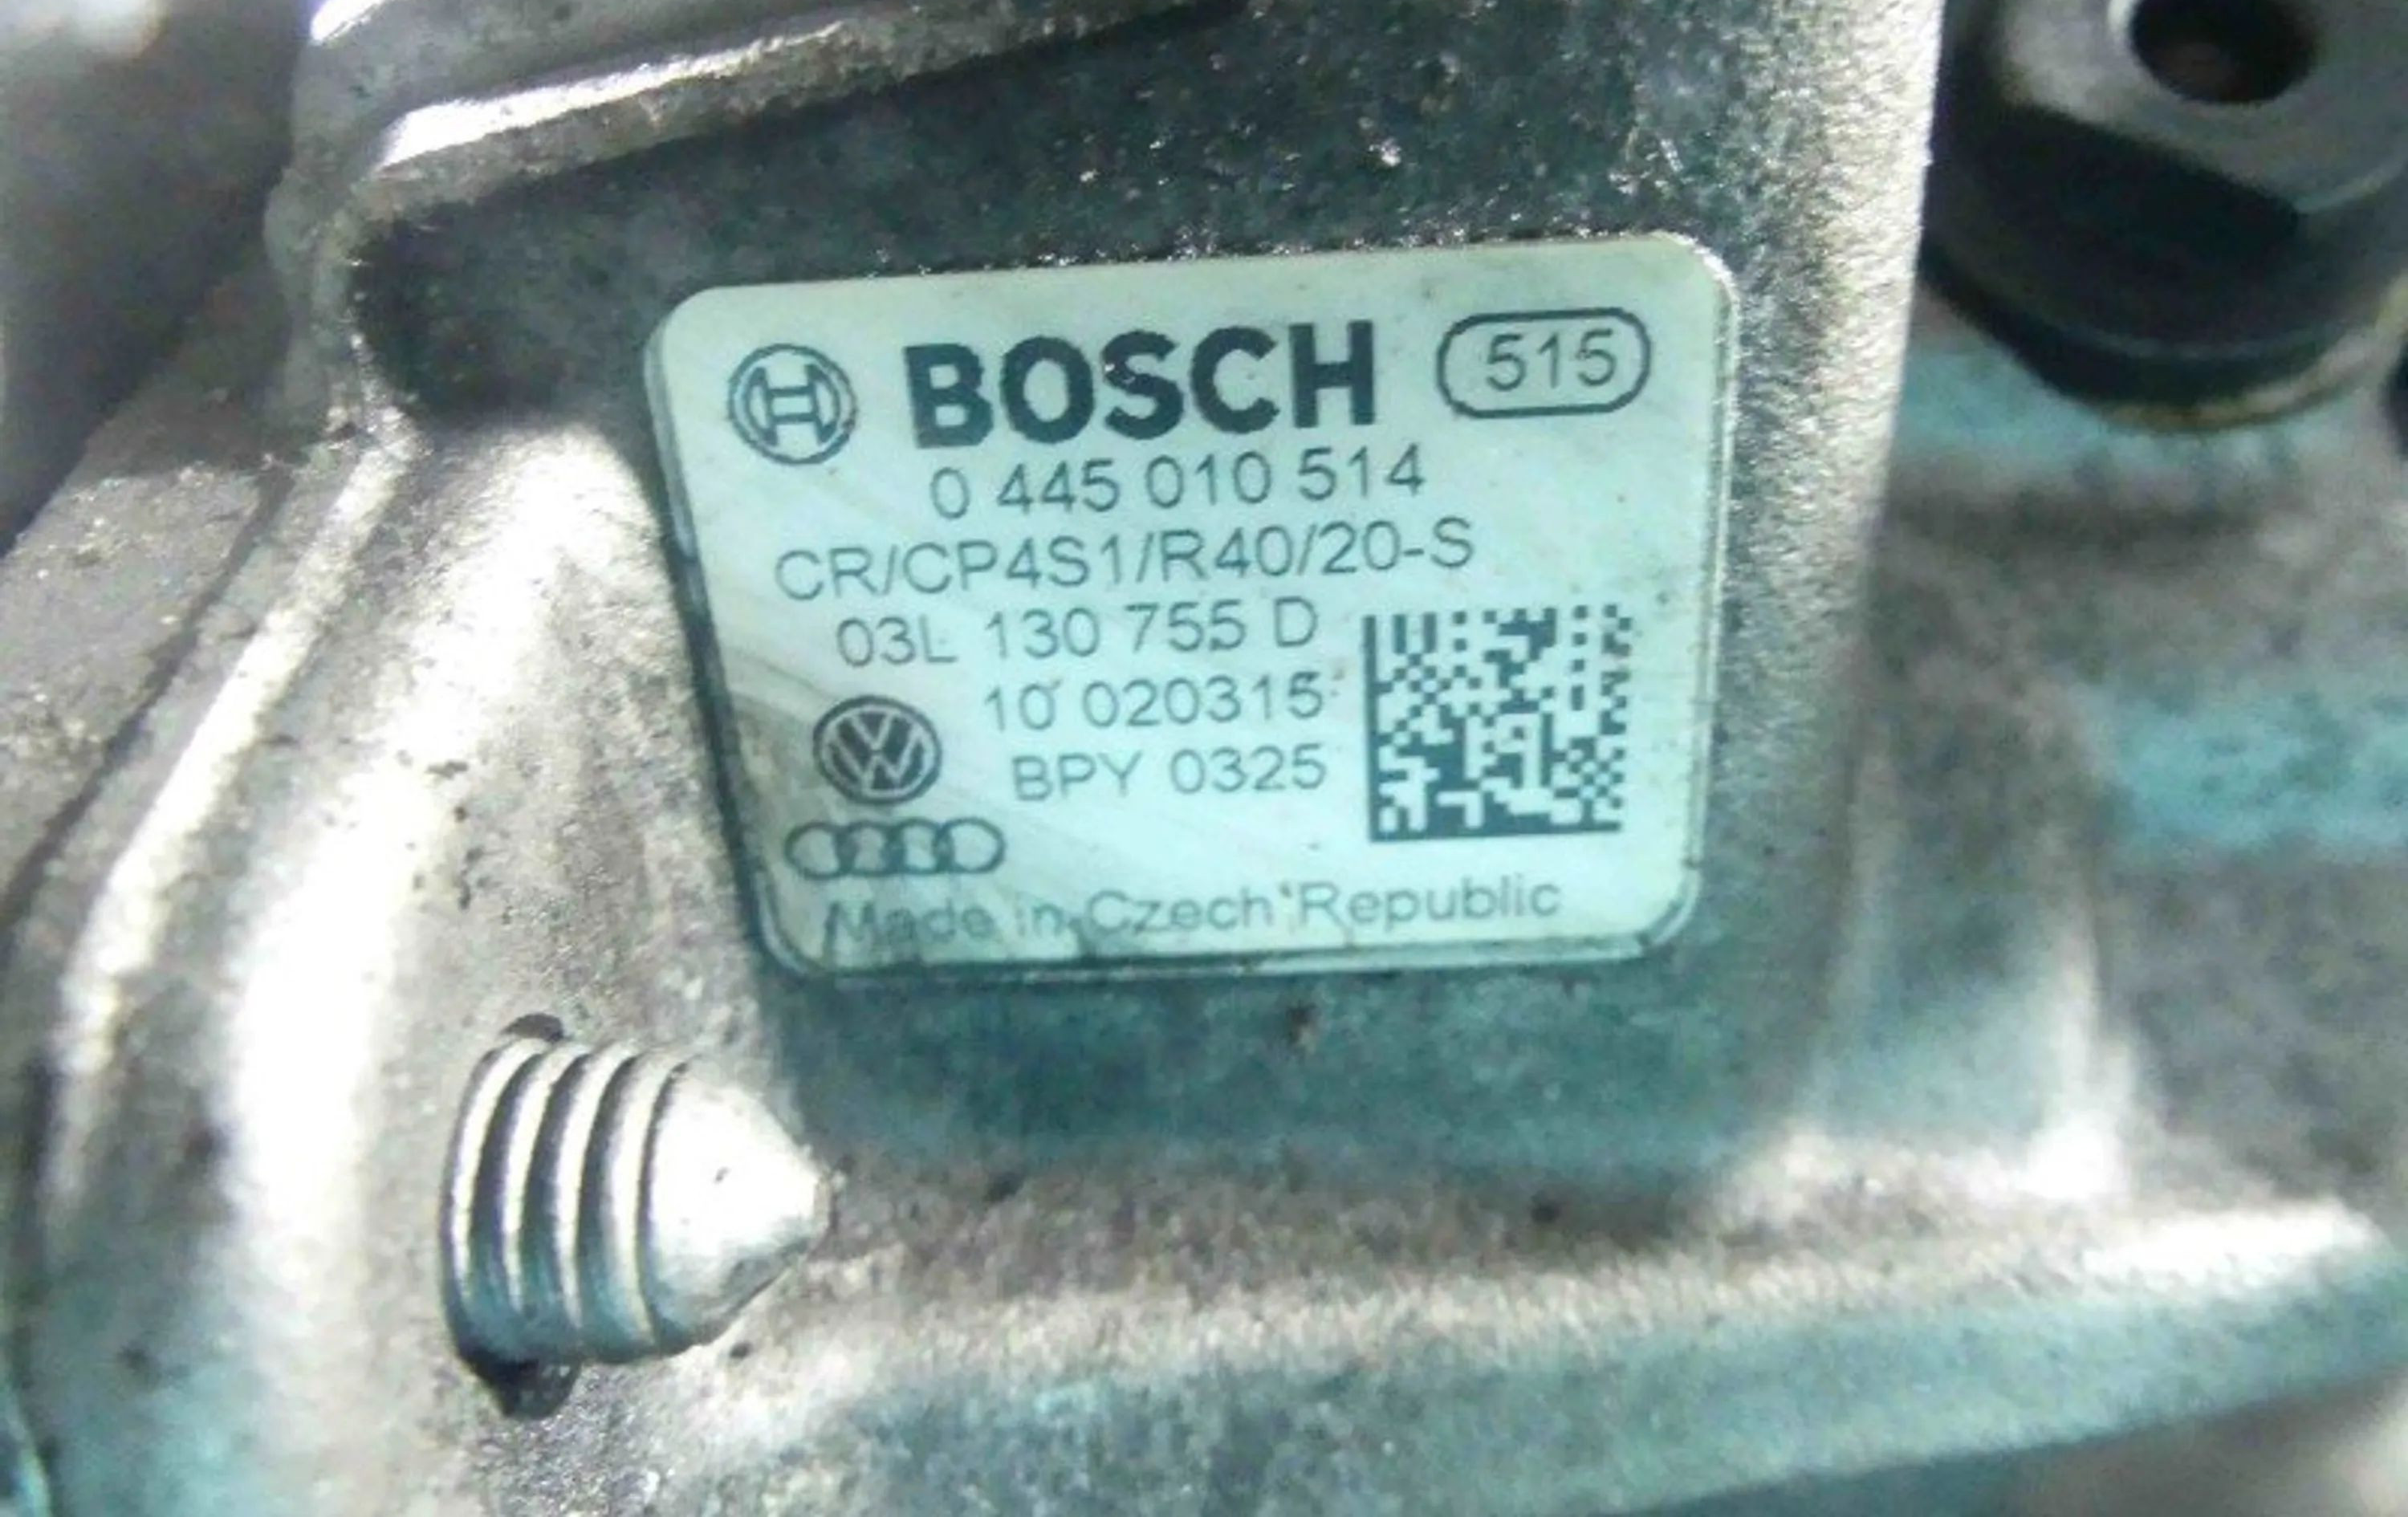 BOSCH 515
0 445 010 514
CR/CP4S1/R40/20-S
03L 130 755 D
10 020315
BPY 0325
Made in Czech Republic